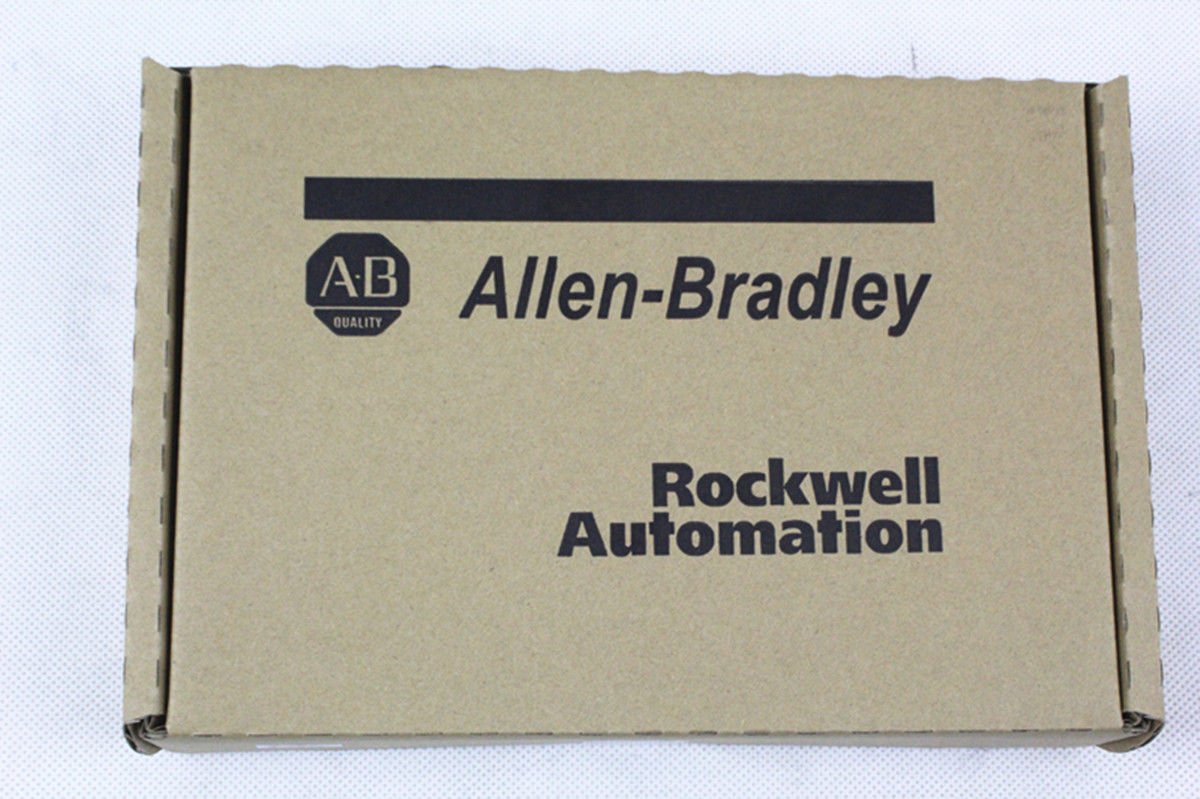 A·B
QUALITY
Allen-Bradley
Rockwell
Automation